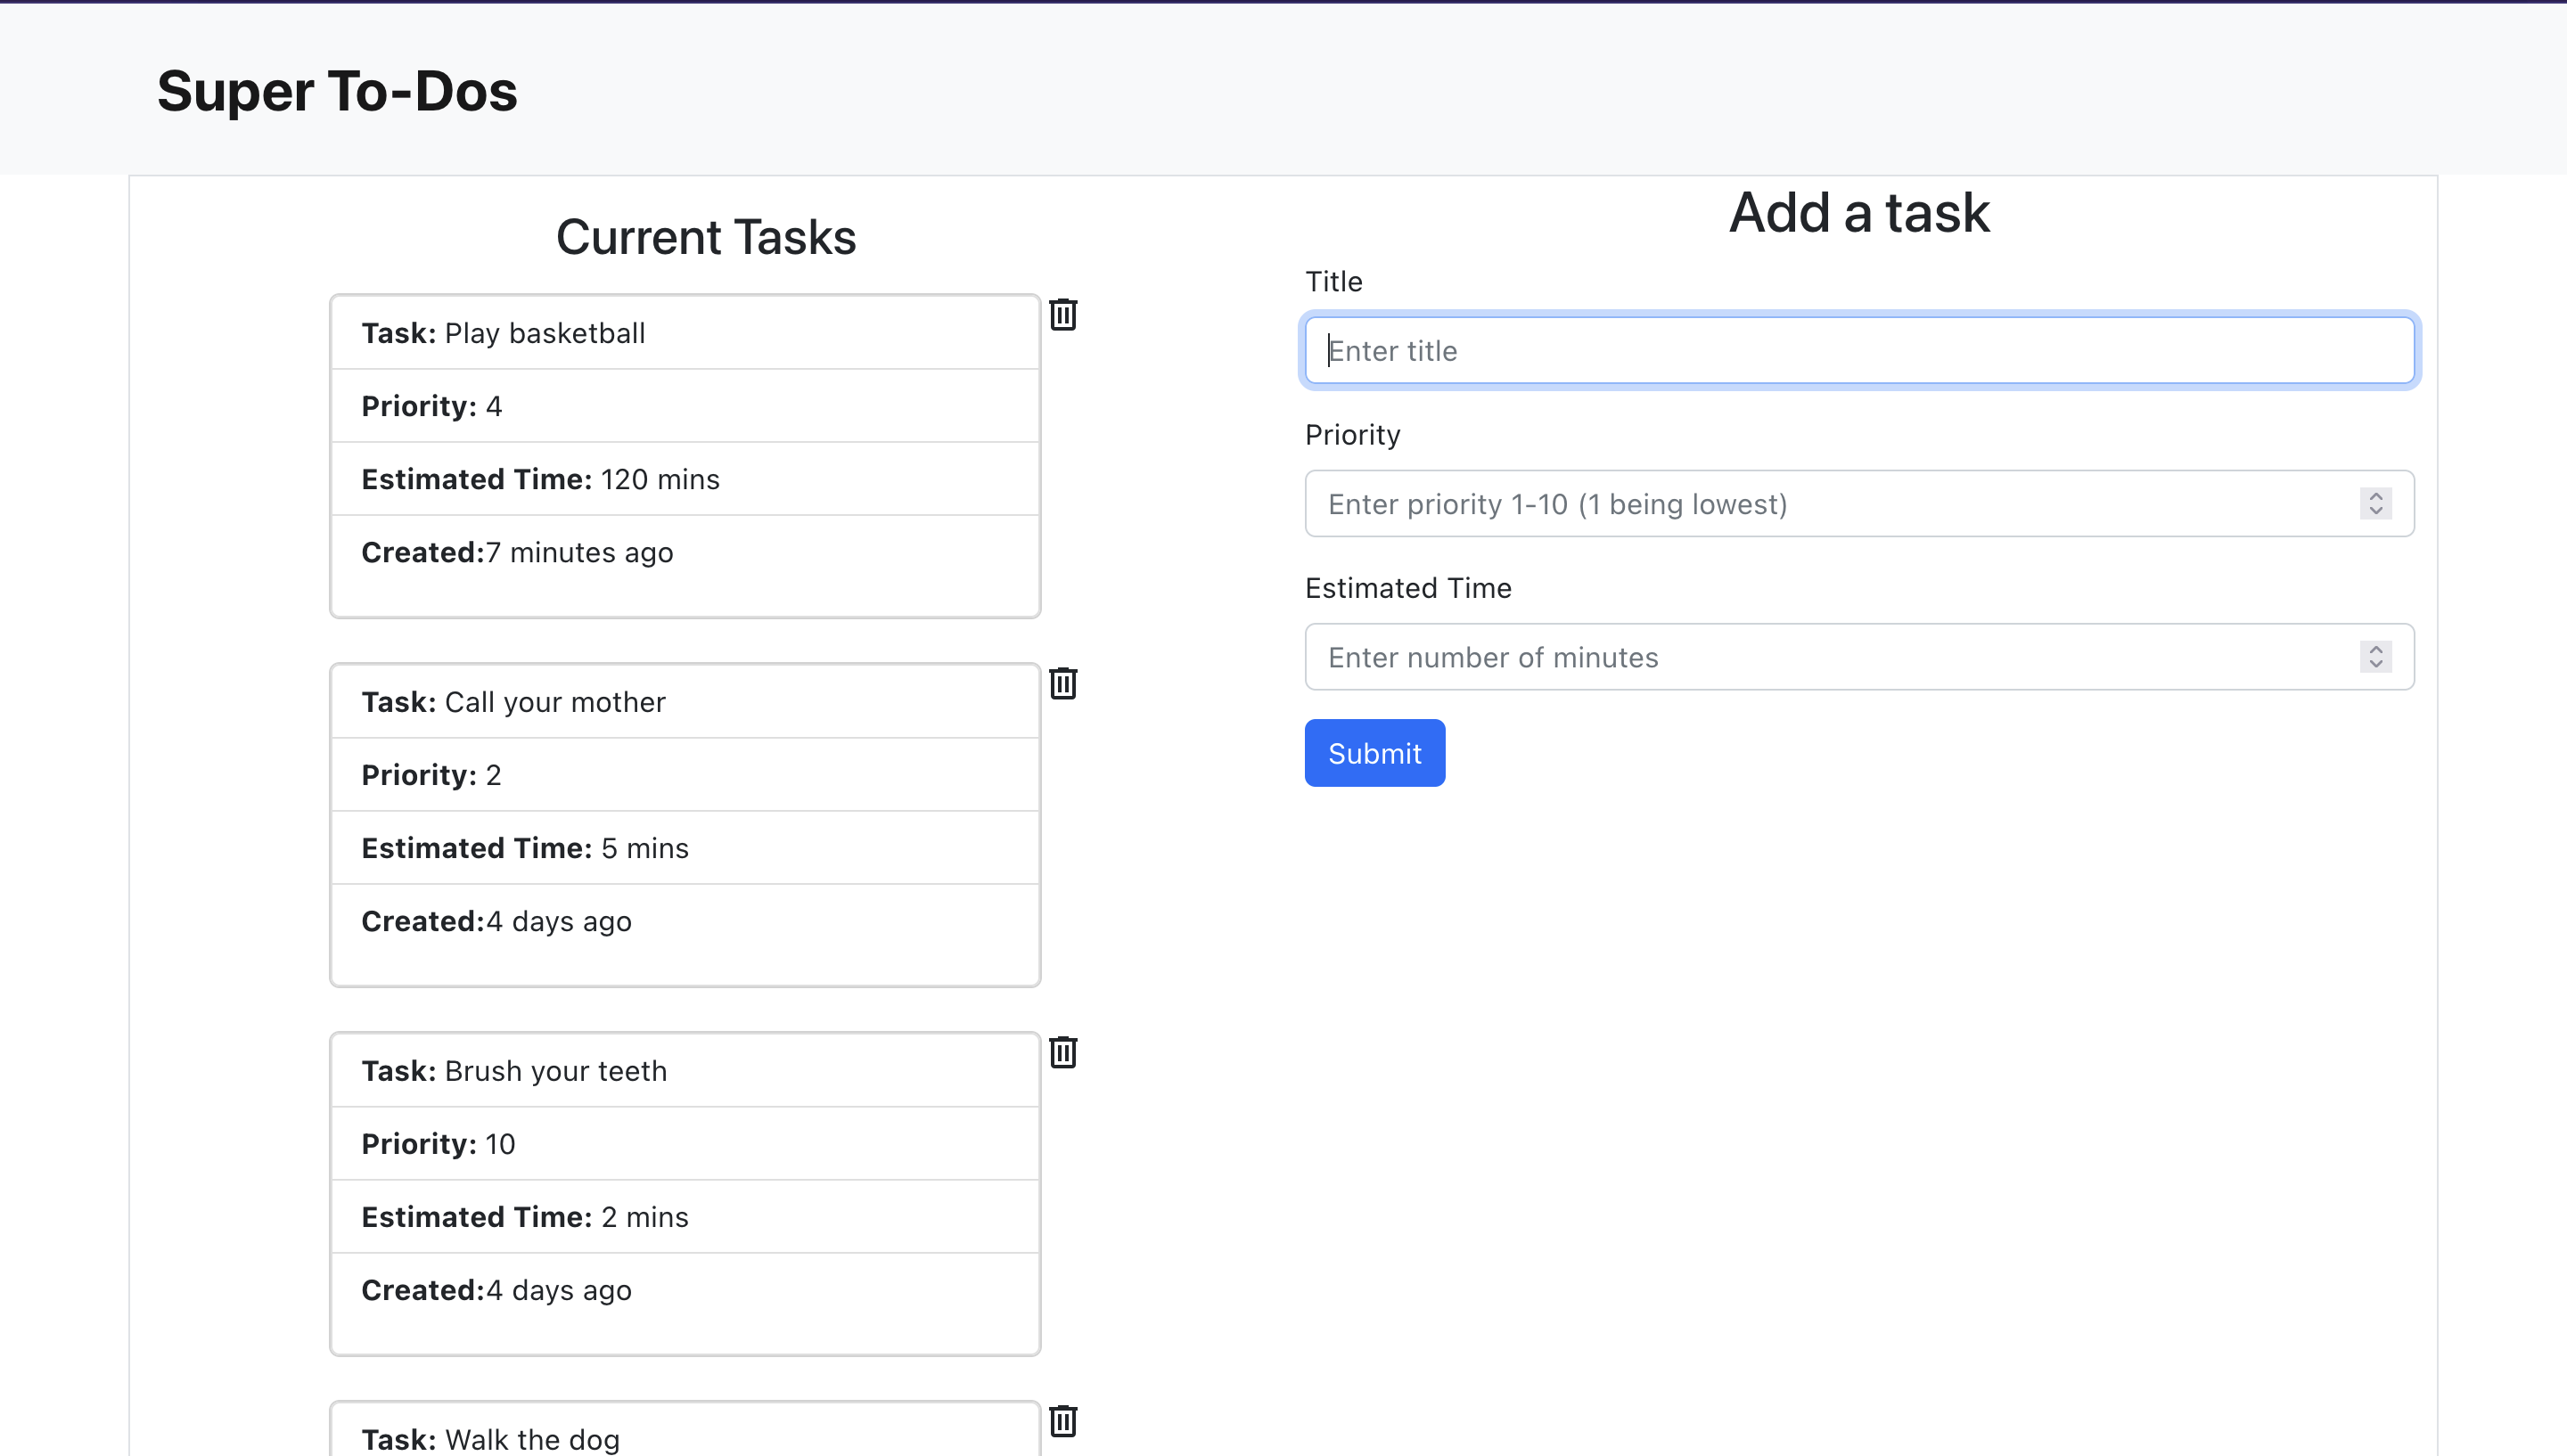 Super To-Dos
Current Tasks
Task: Play basketball
Priority: 4
Estimated Time: 120 mins
Created:7 minutes ago
Task: Call your mother
Priority: 2
Estimated Time: 5 mins
Created:4 days ago
Task: Brush your teeth
Priority: 10
Estimated Time: 2 mins
Created:4 days ago
Task: Walk the dog
Add a task
Title
Enter title
Priority
Enter priority 1-10 (1 being lowest)
Estimated Time
Enter number of minutes
Submit